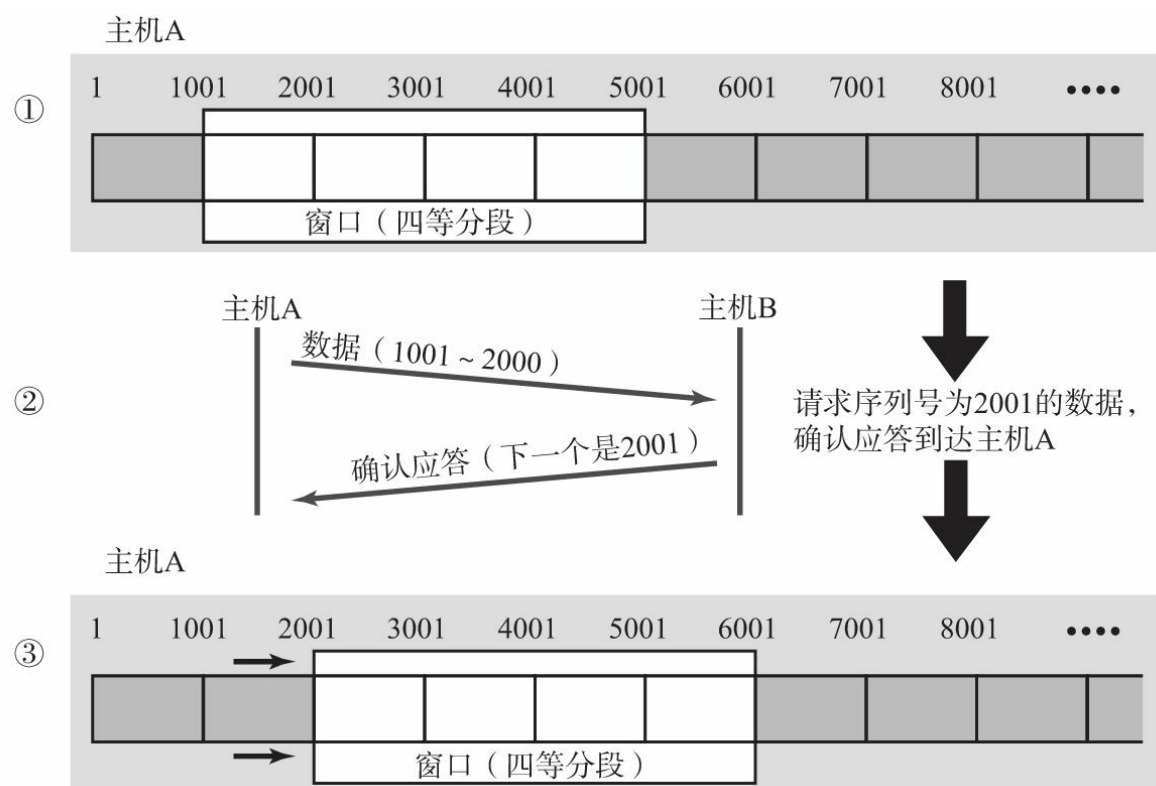 主机A
1 1001 2001 3001 4001 5001 6001 7001 8001 ••••
①
窗口（四等分段）
主机A 主机B
数据（1001~2000）
②
请求序列号为2001的数据，
确认应答到达主机A
确认应答（下一个是2001）
主机A
1 1001 2001 3001 4001 5001 6001 7001 8001 ••••
③
窗口（四等分段）